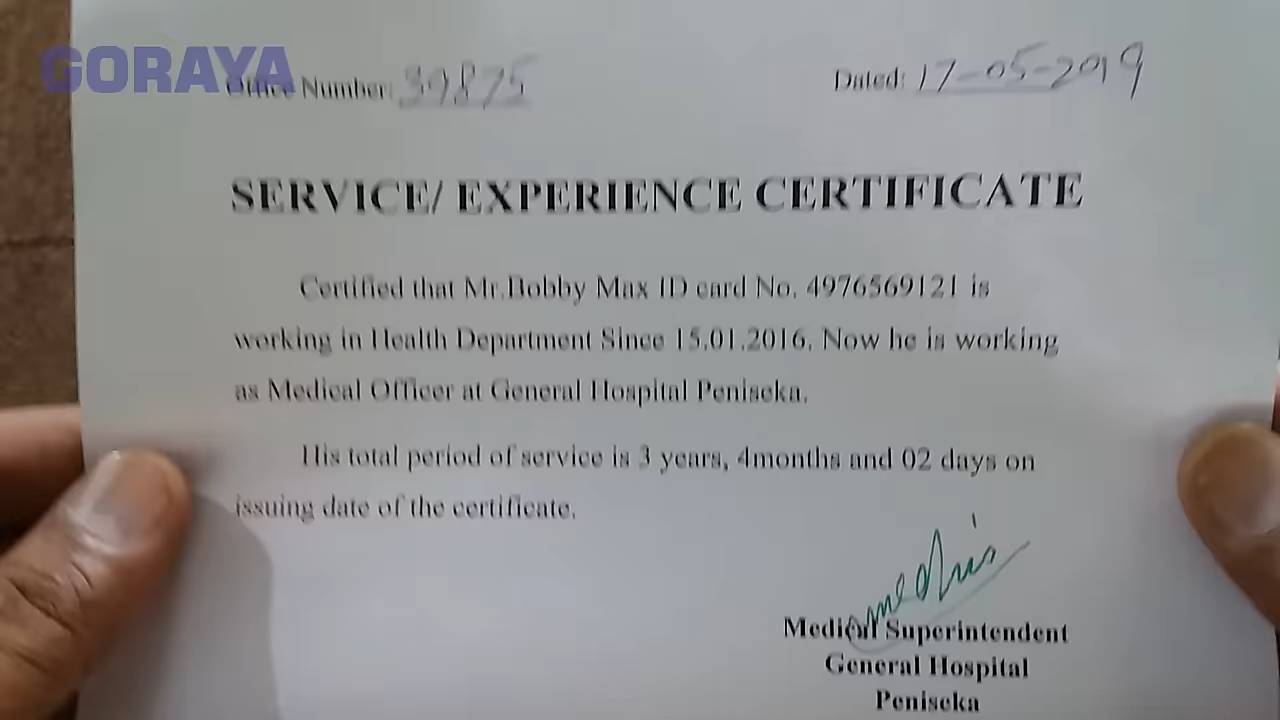 GORAYA
Office Number: 39875 Dated: 17-05-2019
SERVICE/ EXPERIENCE CERTIFICATE
Certified that Mr.Bobby Max ID card No. 4976569121 is
working in Health Department Since 15.01.2016. Now he is working
as Medical Officer at General Hospital Peniseka.
His total period of service is 3 years, 4months and 02 days on
issuing date of the certificate.
Medical Superintendent
General Hospital
Peniseka